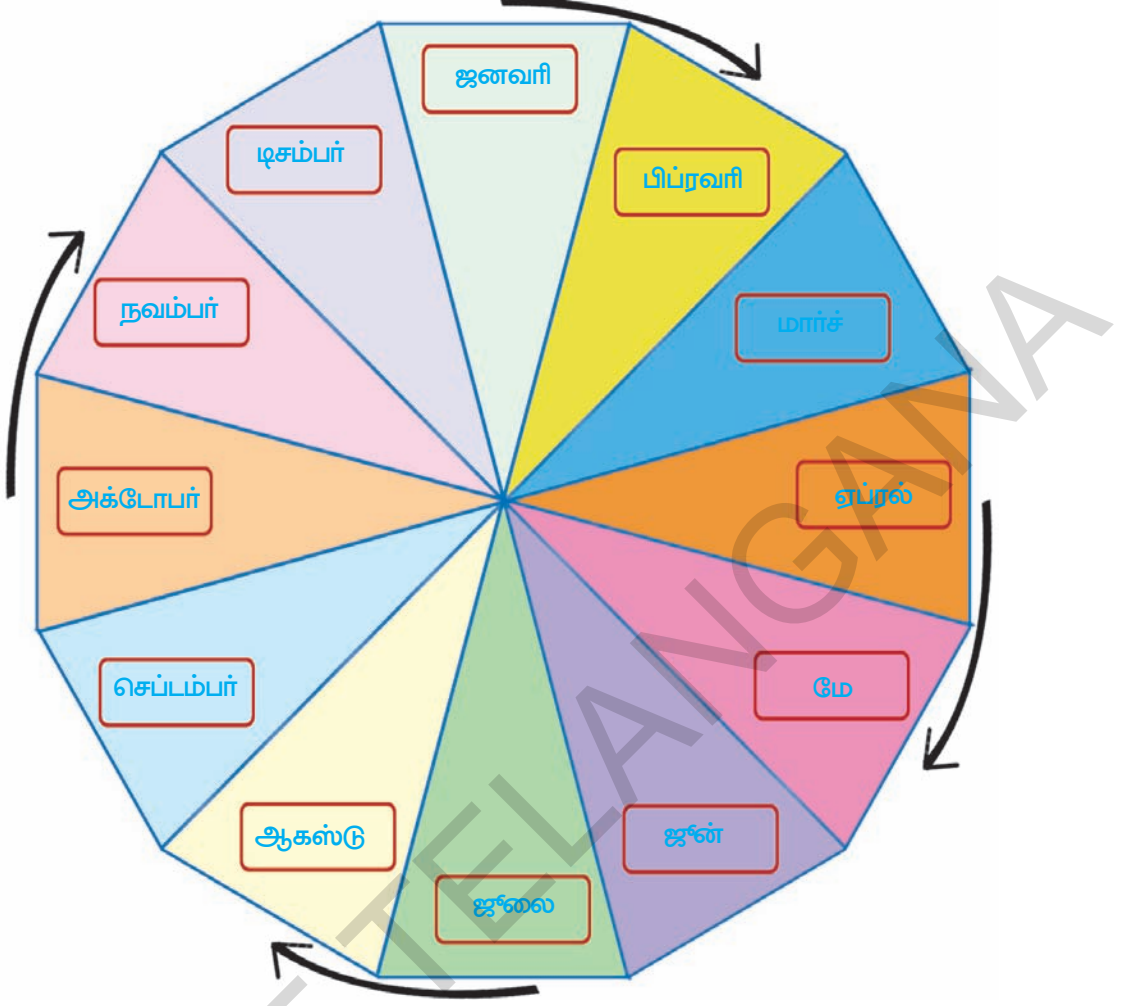 ஜனவரி
பிப்ரவரி
மார்ச்
ஏப்ரல்
மே
ஜூன்
ஜூலை
ஆகஸ்டு
செப்டம்பர்
அக்டோபர்
நவம்பர்
டிசம்பர்
TELANGANA